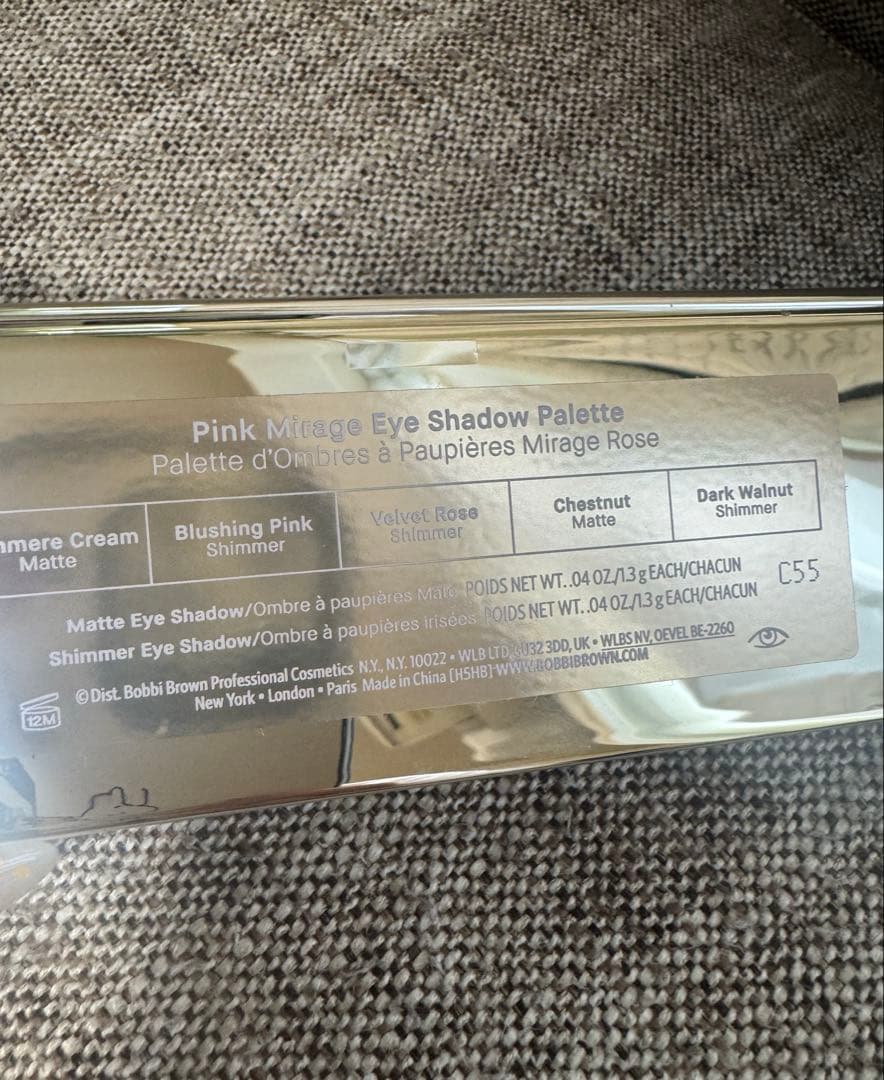 Pink Mirage Eye Shadow Palette
Palette d'Ombres à Paupières Mirage Rose
mere Cream
Matte
Blushing Pink
Shimmer
Velvet Rose
Shimmer
Chestnut
Matte
Dark Walnut
Shimmer
Matte Eye Shadow/Ombre à paupières Mate POIDS NET WT. .04 OZ./1.3 g EACH/CHACUN
Shimmer Eye Shadow/Ombre à paupières irisées POIDS NET WT. .04 OZ./1.3 g EACH/CHACUN
C55
©Dist. Bobbi Brown Professional Cosmetics N.Y., N.Y. 10022 • WLB LTD, GU32 3DD, UK • WLBS NV, OEVEL BE-2260
New York • London • Paris Made in China [H5HB] WWW.BOBBIBROWN.COM
12M